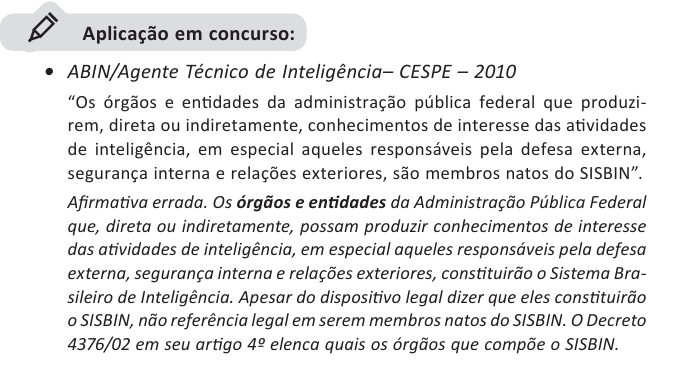 Aplicação em concurso:
• ABIN/Agente Técnico de Inteligência– CESPE – 2010
“Os órgãos e entidades da administração pública federal que produzi-
rem, direta ou indiretamente, conhecimentos de interesse das atividades
de inteligência, em especial aqueles responsáveis pela defesa externa,
segurança interna e relações exteriores, são membros natos do SISBIN”.
Afirmativa errada. Os órgãos e entidades da Administração Pública Federal
que, direta ou indiretamente, possam produzir conhecimentos de interesse
das atividades de inteligência, em especial aqueles responsáveis pela defesa
externa, segurança interna e relações exteriores, constituirão o Sistema Bra-
sileiro de Inteligência. Apesar do dispositivo legal dizer que eles constituirão
o SISBIN, não referência legal em serem membros natos do SISBIN. O Decreto
4376/02 em seu artigo 4º elenca quais os órgãos que compõe o SISBIN.